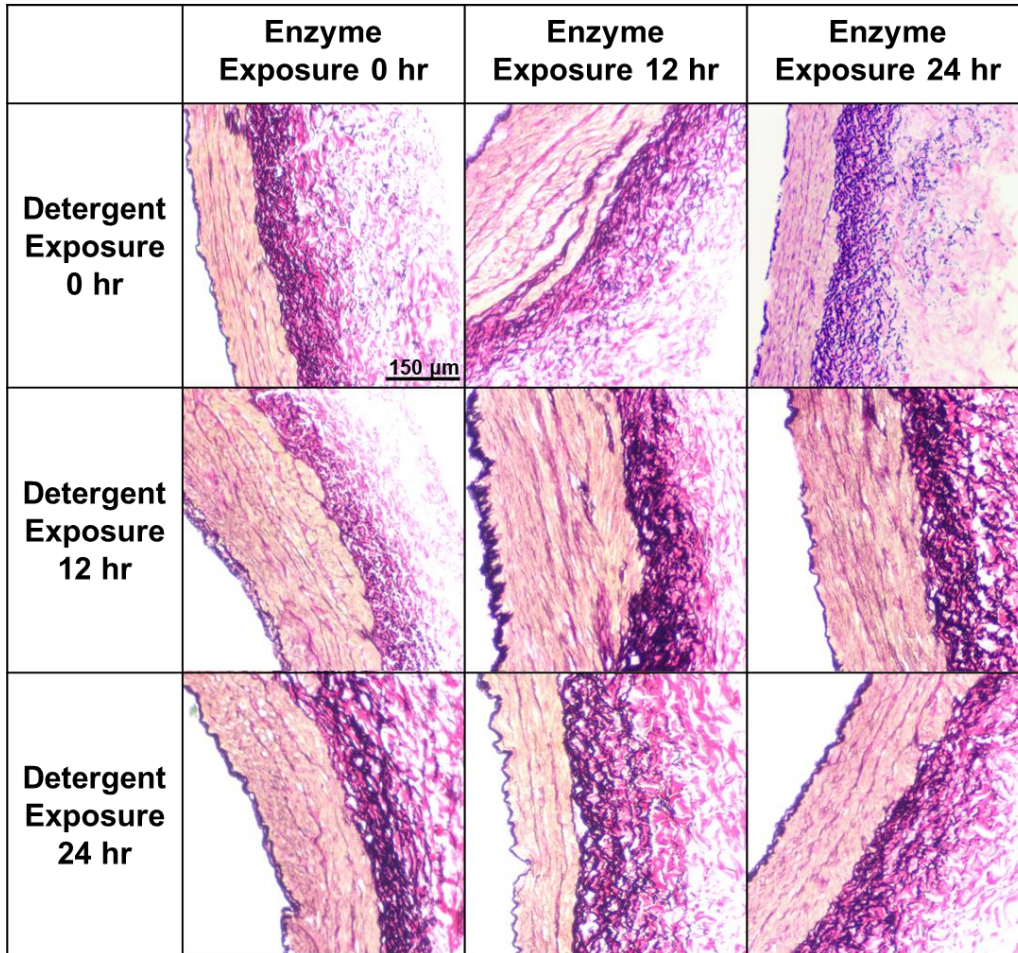 Enzyme
Exposure 0 hr
Enzyme
Exposure 12 hr
Enzyme
Exposure 24 hr
Detergent
Exposure
0 hr
150 µm
Detergent
Exposure
12 hr
Detergent
Exposure
24 hr